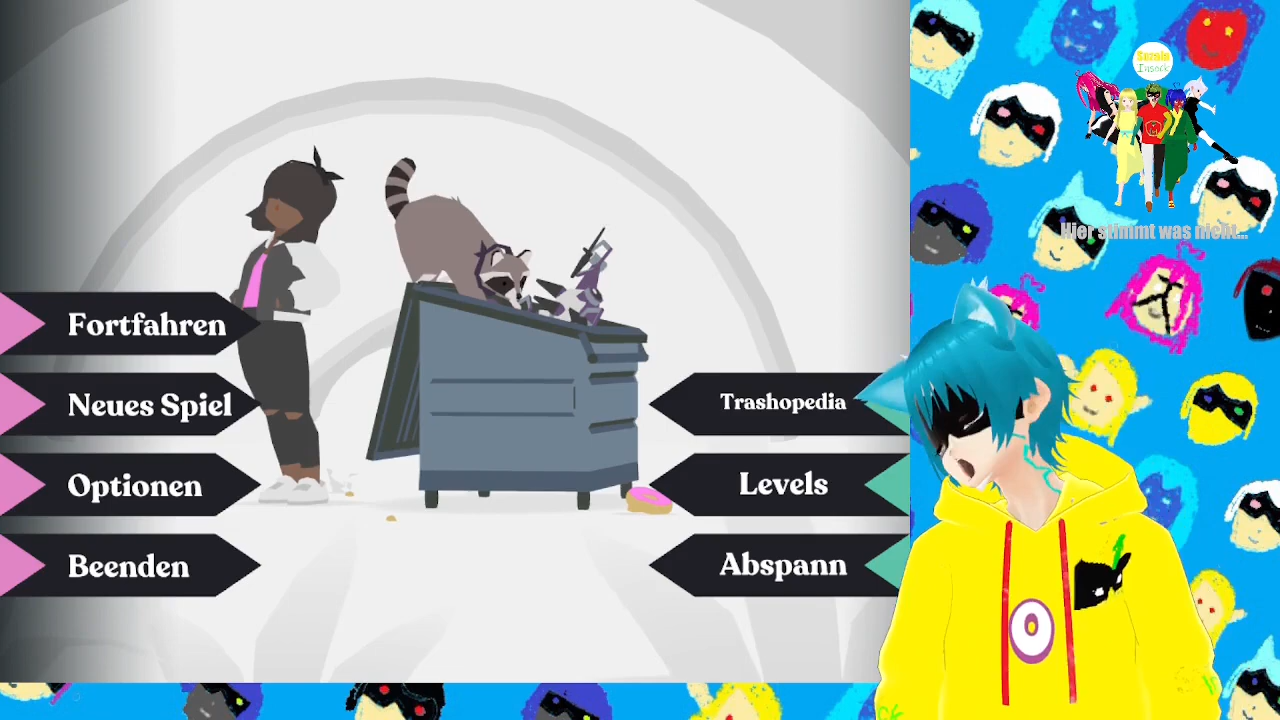 Fortfahren
Neues Spiel
Optionen
Beenden
Trashopedia
Levels
Abspann
Hier stimmt was nicht...